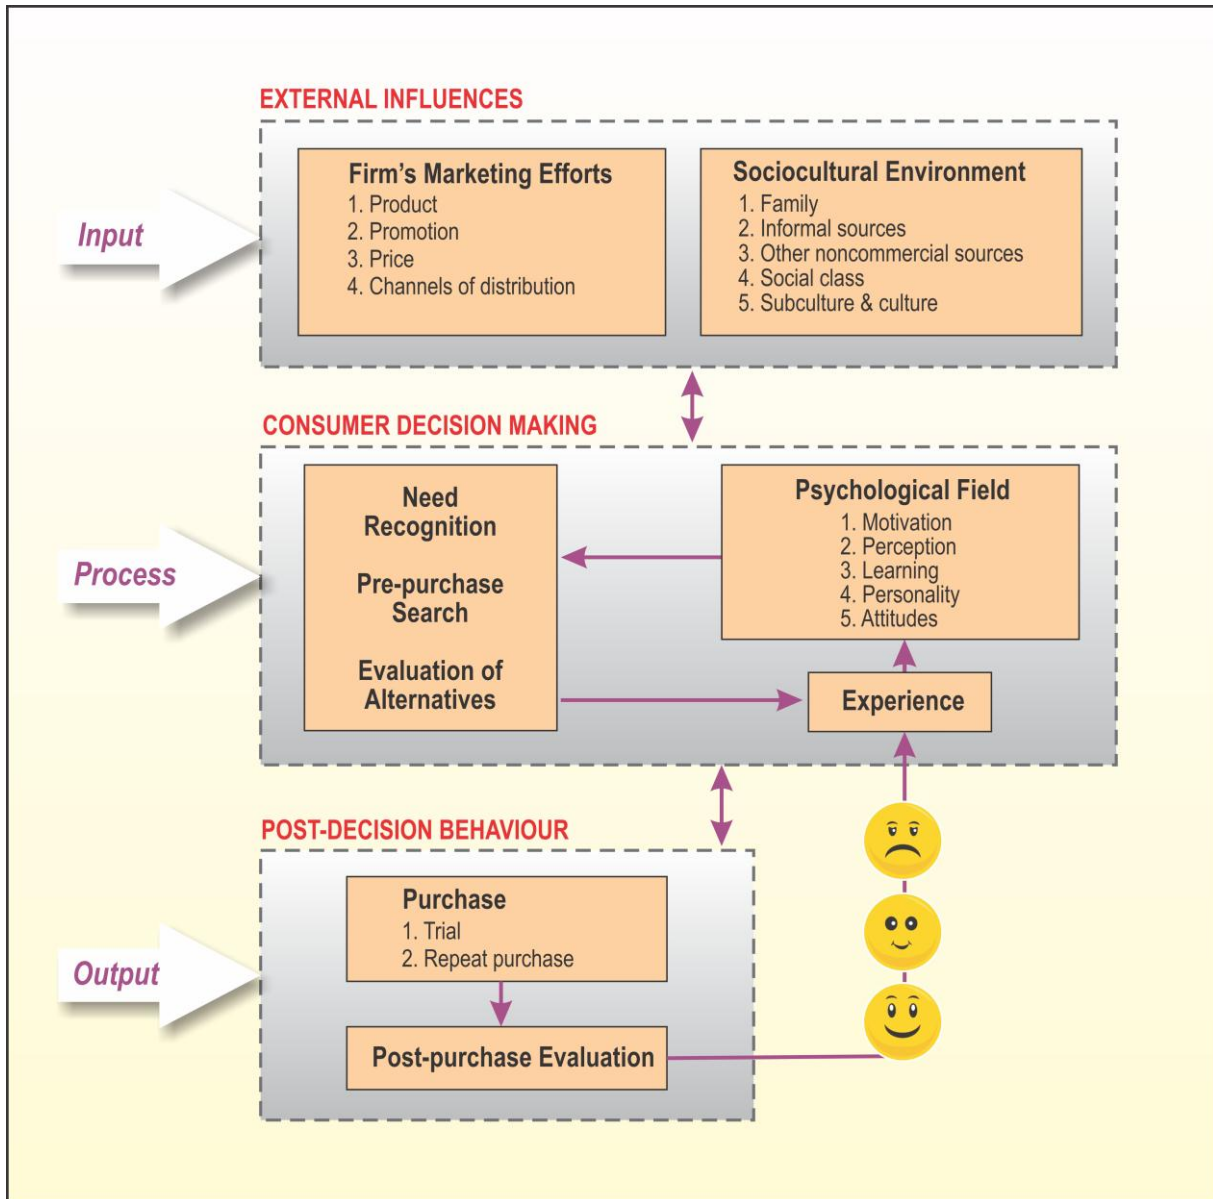 EXTERNAL INFLUENCES
Firm's Marketing Efforts
1. Product
2. Promotion
3. Price
4. Channels of distribution
Sociocultural Environment
1. Family
2. Informal sources
3. Other noncommercial sources
4. Social class
5. Subculture & culture
Input
CONSUMER DECISION MAKING
Need
Recognition
Pre-purchase
Search
Evaluation of
Alternatives
Psychological Field
1. Motivation
2. Perception
3. Learning
4. Personality
5. Attitudes
Experience
Process
POST-DECISION BEHAVIOUR
Purchase
1. Trial
2. Repeat purchase
Post-purchase Evaluation
Output